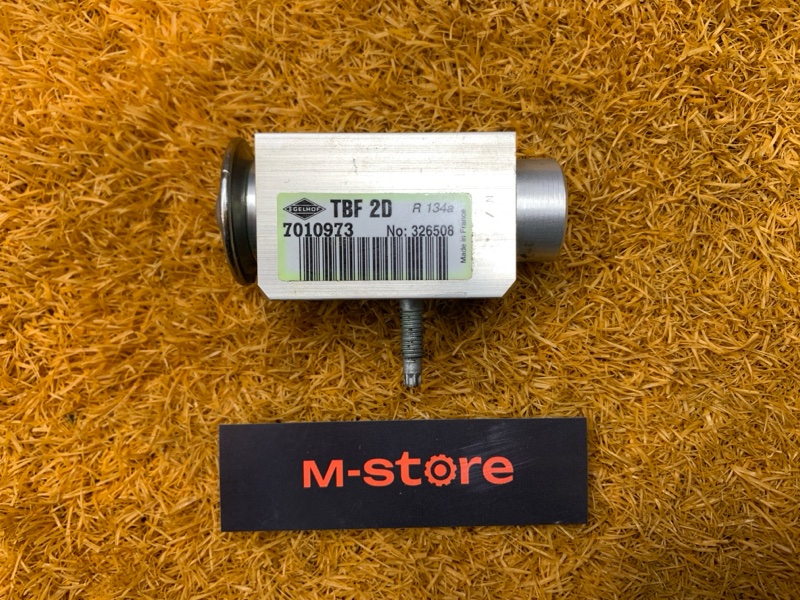 EGELHOF TBF 2D R 134a
7010973 No: 326508
Made in France
M-store